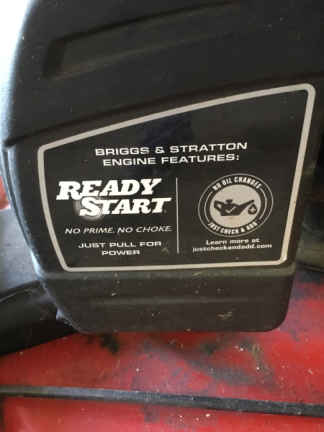 BRIGGS & STRATTON
ENGINE FEATURES:
READY
START
NO PRIME. NO CHOKE.
JUST PULL FOR
POWER
NO OIL CHANGES
JUST CHECK & ADD
Learn more at
justcheckandadd.com